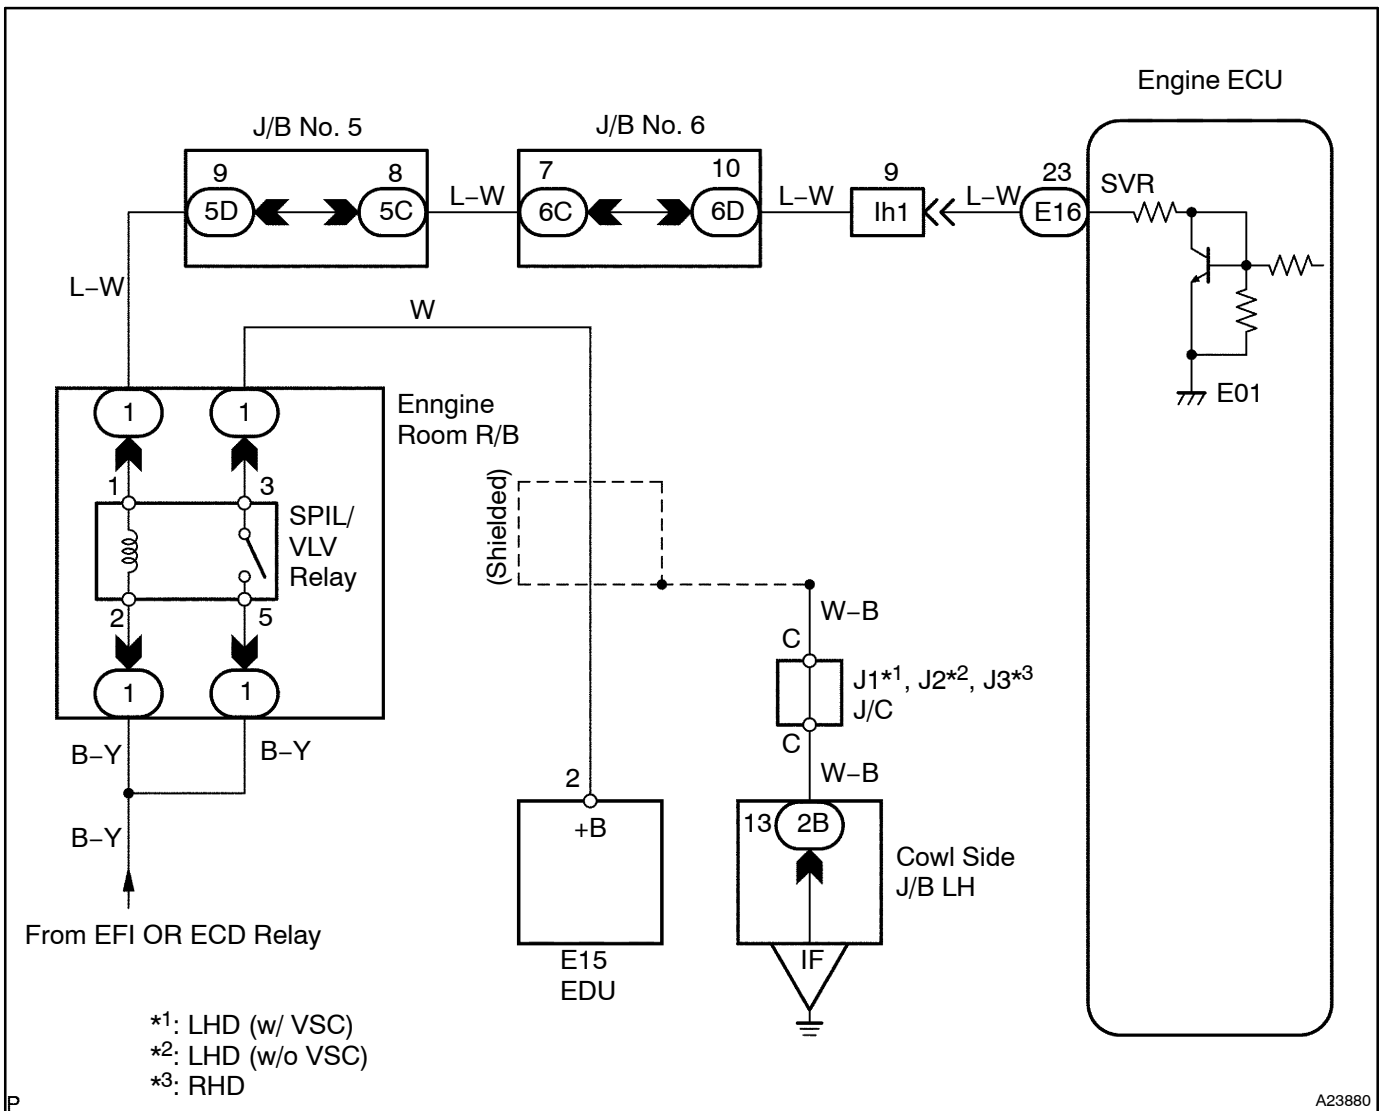 Engine ECU
J/B No. 5
J/B No. 6
9
8
7
10
9
23
5D
5C
L–W
6C
6D
L–W
Ih1
L–W
E16
SVR
L–W
W
E01
1
1
Enngine
Room R/B
1
3
SPIL/
VLV
Relay
2
5
1
1
(Shielded)
W–B
C
J1*1, J2*2, J3*3
J/C
C
W–B
B–Y
B–Y
B–Y
2
+B
13
2B
Cowl Side
J/B LH
From EFI OR ECD Relay
E15
EDU
IF
*1: LHD (w/ VSC)
*2: LHD (w/o VSC)
*3: RHD
P
A23880